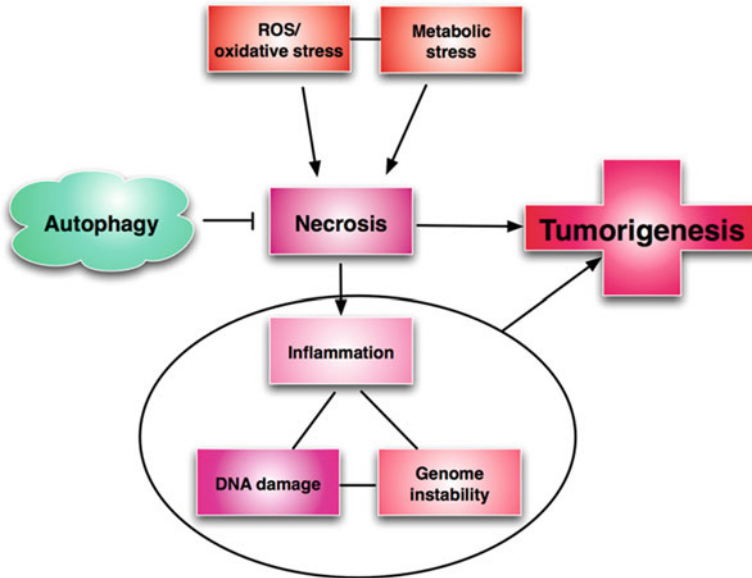 ROS/
oxidative stress
Metabolic
stress
Autophagy
Necrosis
Tumorigenesis
Inflammation
DNA damage
Genome
instability